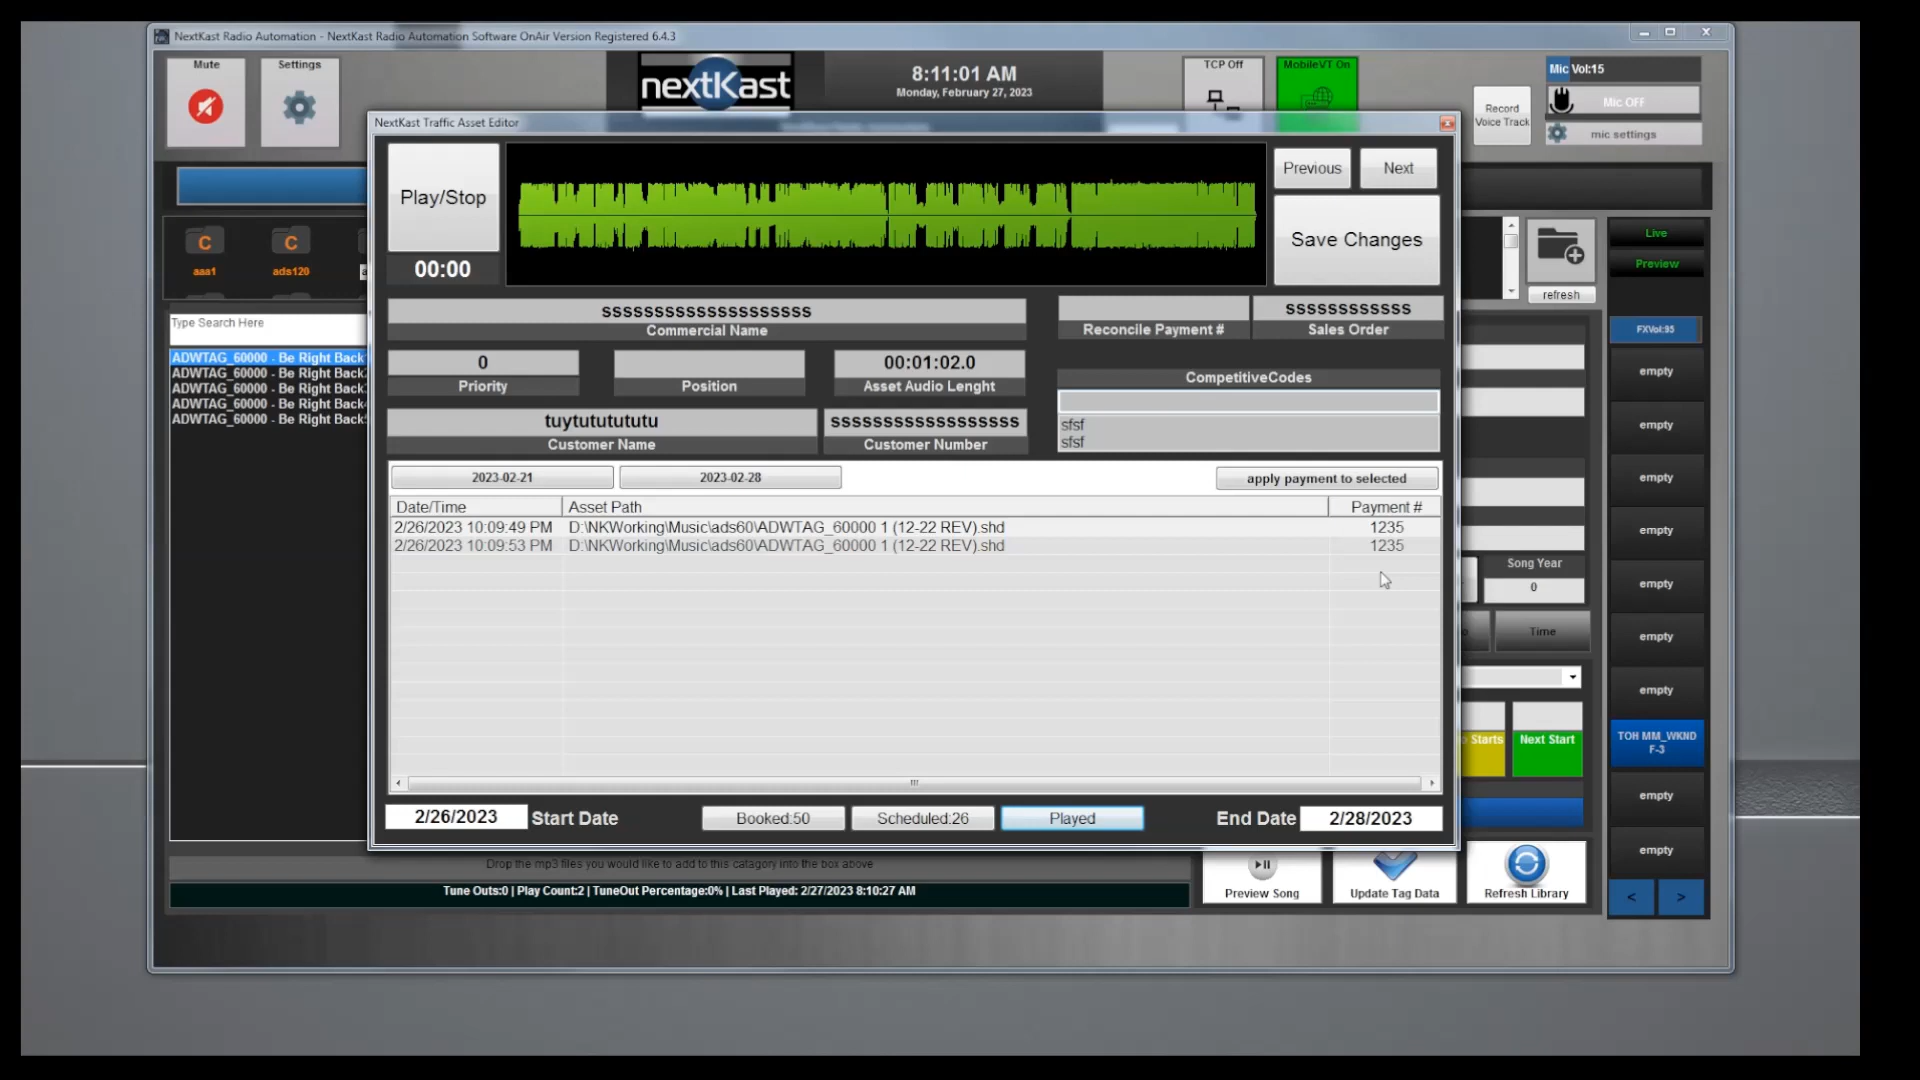 NextKast Radio Automation - NextKast Radio Automation Software OnAir Version Registered 6.4.3
Mute
Settings
nextKast
8:11:01 AM
Monday, February 27, 2023
TCP Off
MobileVT On
Record
Voice Track
Mic Vol:15
Mic OFF
mic settings
NextKast Traffic Asset Editor
Play/Stop
00:00
Previous
Next
Save Changes
C
aaa1
C
ads120
refresh
Live
Preview
Type Search Here
ADWTAG_60000 - Be Right Back
ADWTAG_60000 - Be Right Back
ADWTAG_60000 - Be Right Back
ADWTAG_60000 - Be Right Back
ADWTAG_60000 - Be Right Back
ssssssssssssssssssss
Commercial Name
Reconcile Payment #
ssssssssssss
Sales Order
0
Priority
Position
00:01:02.0
Asset Audio Lenght
CompetitiveCodes
sfsf
sfsf
tuytutututututu
Customer Name
ssssssssssssssssss
Customer Number
2023-02-21
2023-02-28
apply payment to selected
Date/Time
Asset Path
Payment #
2/26/2023 10:09:49 PM D:\NKWorking\Music\ads60\ADWTAG_60000 1 (12-22 REV).shd 1235
2/26/2023 10:09:53 PM D:\NKWorking\Music\ads60\ADWTAG_60000 1 (12-22 REV).shd 1235
2/26/2023
Start Date
Booked:50
Scheduled:26
Played
End Date
2/28/2023
FXVol:95
empty
empty
empty
empty
empty
empty
empty
TOH MM_WKND
F-3
empty
empty
<
>
Song Year
0
Time
Starts
Next Start
Drop the mp3 files you would like to add to this catagory into the box above
Tune Outs:0 | Play Count:2 | TuneOut Percentage:0% | Last Played: 2/27/2023 8:10:27 AM
Preview Song
Update Tag Data
Refresh Library